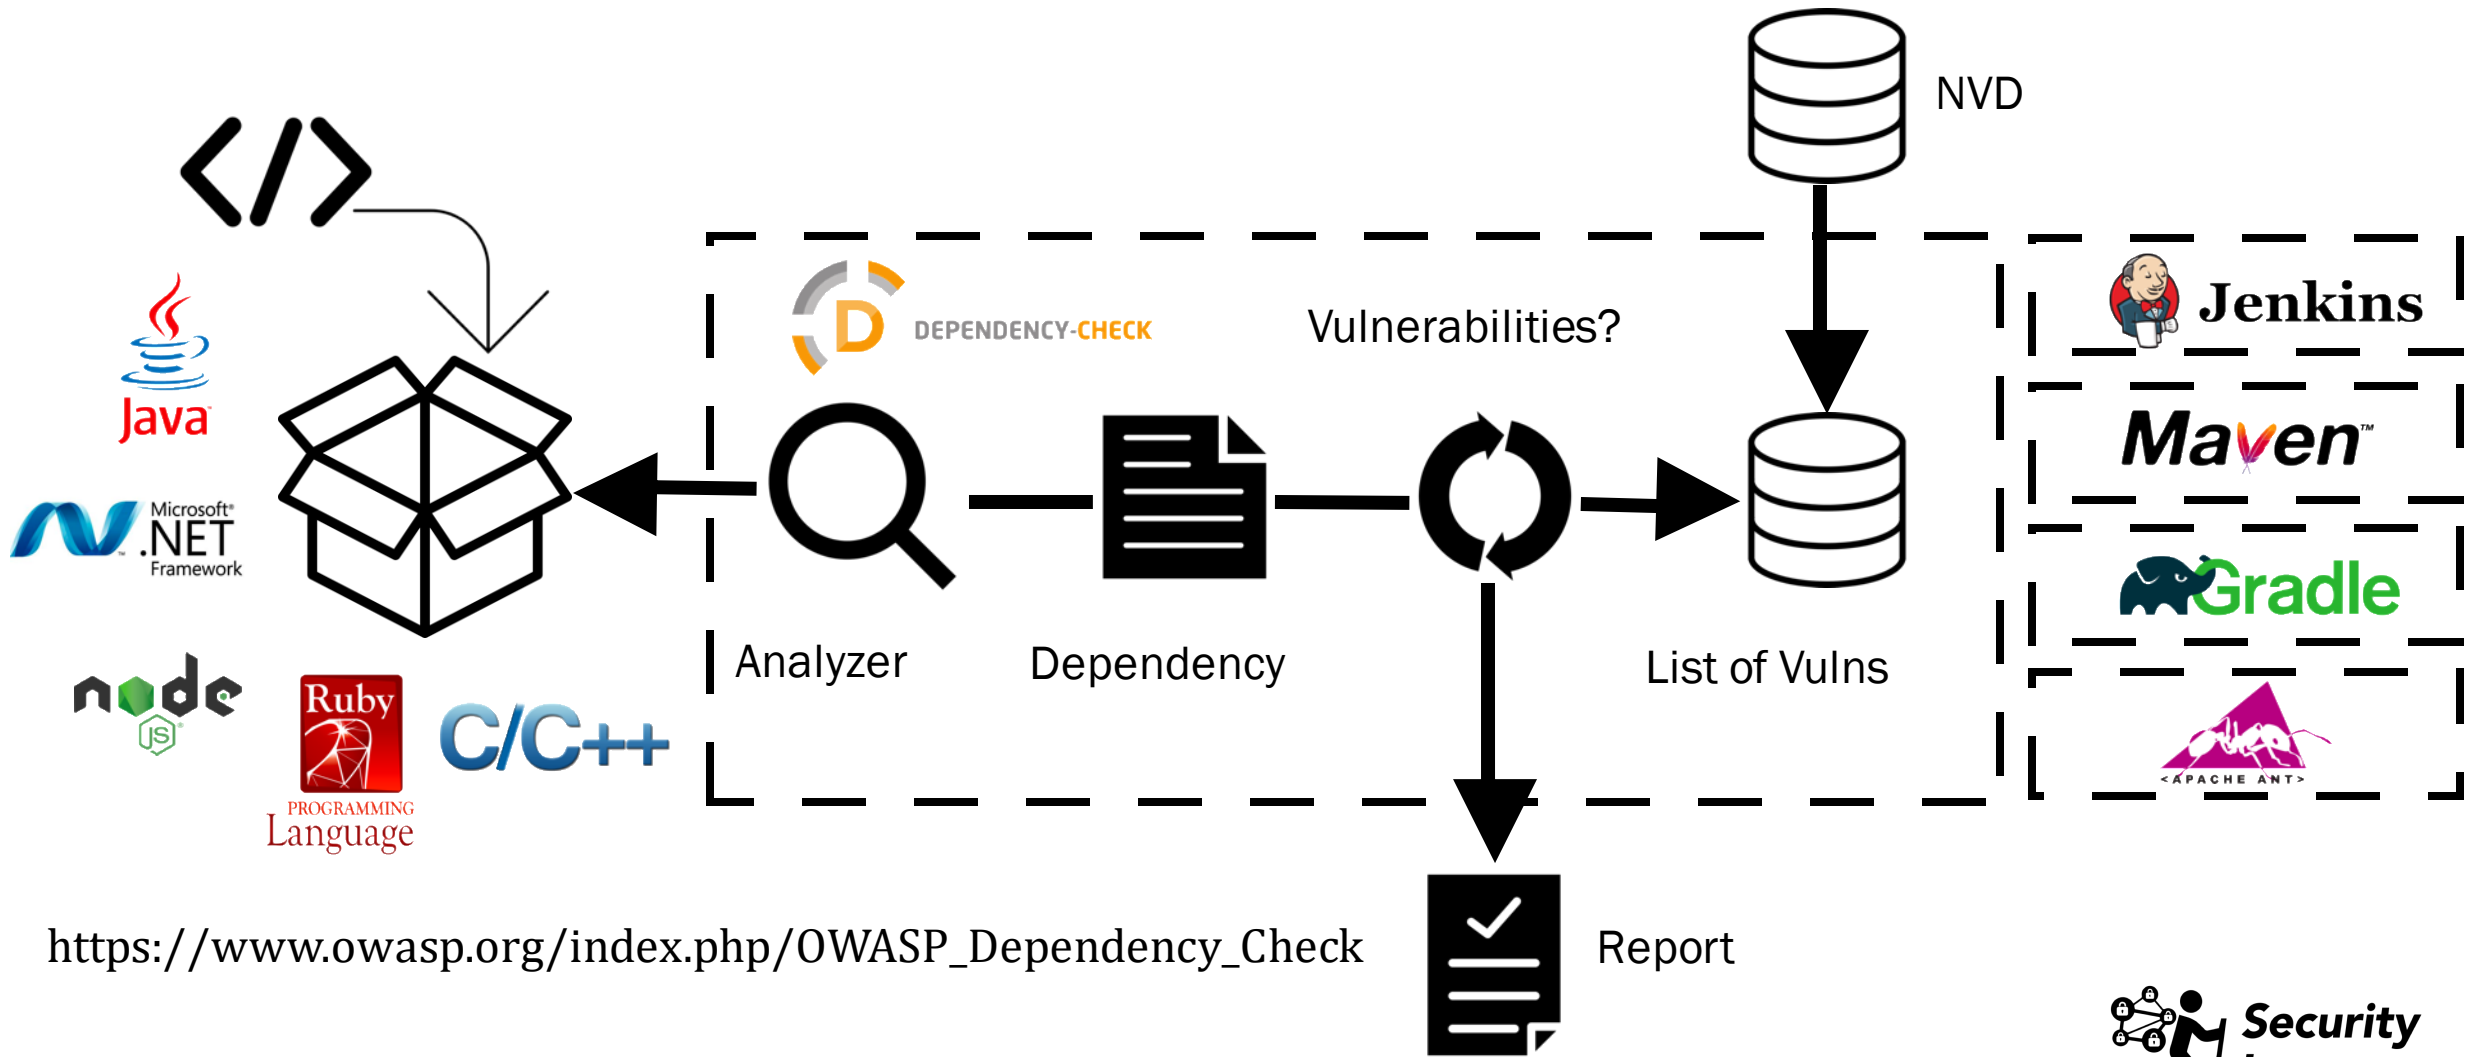 NVD
</>
DEPENDENCY-CHECK
D
Vulnerabilities?
Jenkins
Java
Maven™
Microsoft®
.NET
Framework
Gradle
Analyzer
Dependency
List of Vulns
node
JS
Ruby
PROGRAMMING
Language
C/C++
<APACHE ANT>
https://www.owasp.org/index.php/OWASP_Dependency_Check
Report
Security